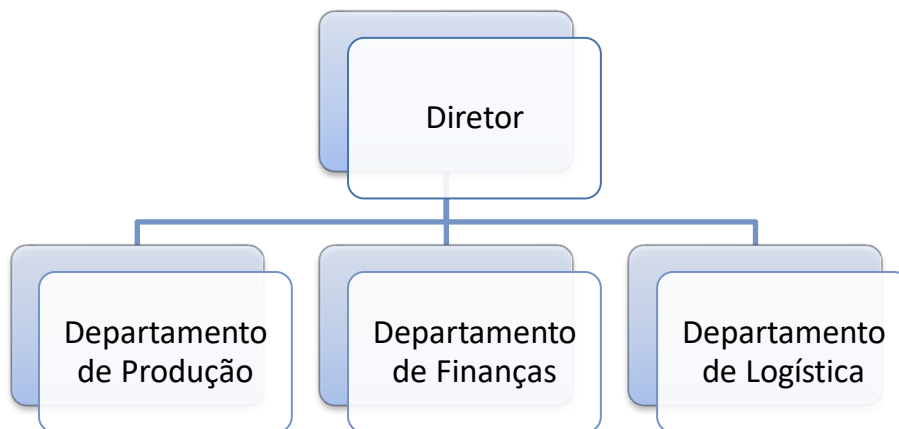 Diretor
Departamento
de Produção
Departamento
de Finanças
Departamento
de Logística